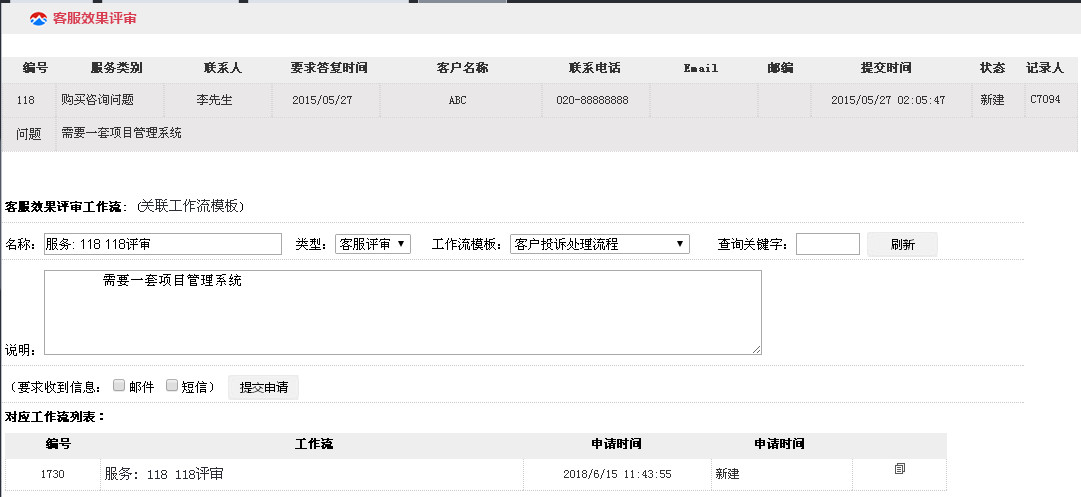 客服效果评审
编号 服务类别 联系人 要求答复时间 客户名称 联系电话 Email 邮编 提交时间 状态 记录人
118 购买咨询问题 李先生 2015/05/27 ABC 020-88888888 2015/05/27 02:05:47 新建 C7094
问题 需要一套项目管理系统
客服效果评审工作流: (关联工作流模板)
名称: 服务: 118 118评审 类型: 客服评审 工作流模板: 客户投诉处理流程 查询关键字: 刷新
需要一套项目管理系统
说明:
(要求收到信息: 邮件 短信) 提交申请
对应工作流列表:
编号 工作流 申请时间 申请时间
1730 服务: 118 118评审 2018/6/15 11:43:55 新建